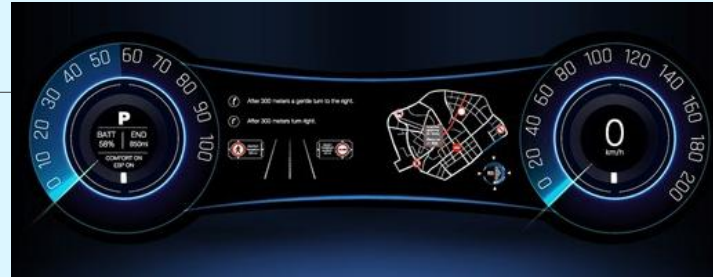 0 10 20 30 40 50 60 70 80 90 100
P
BATT
58%
END
850mi
COMFORT ON
ESP ON
After 300 meters a gentle turn to the right.
After 300 meters turn right.
0 20 40 60 80 100 120 140 160 180 200
0
km/h